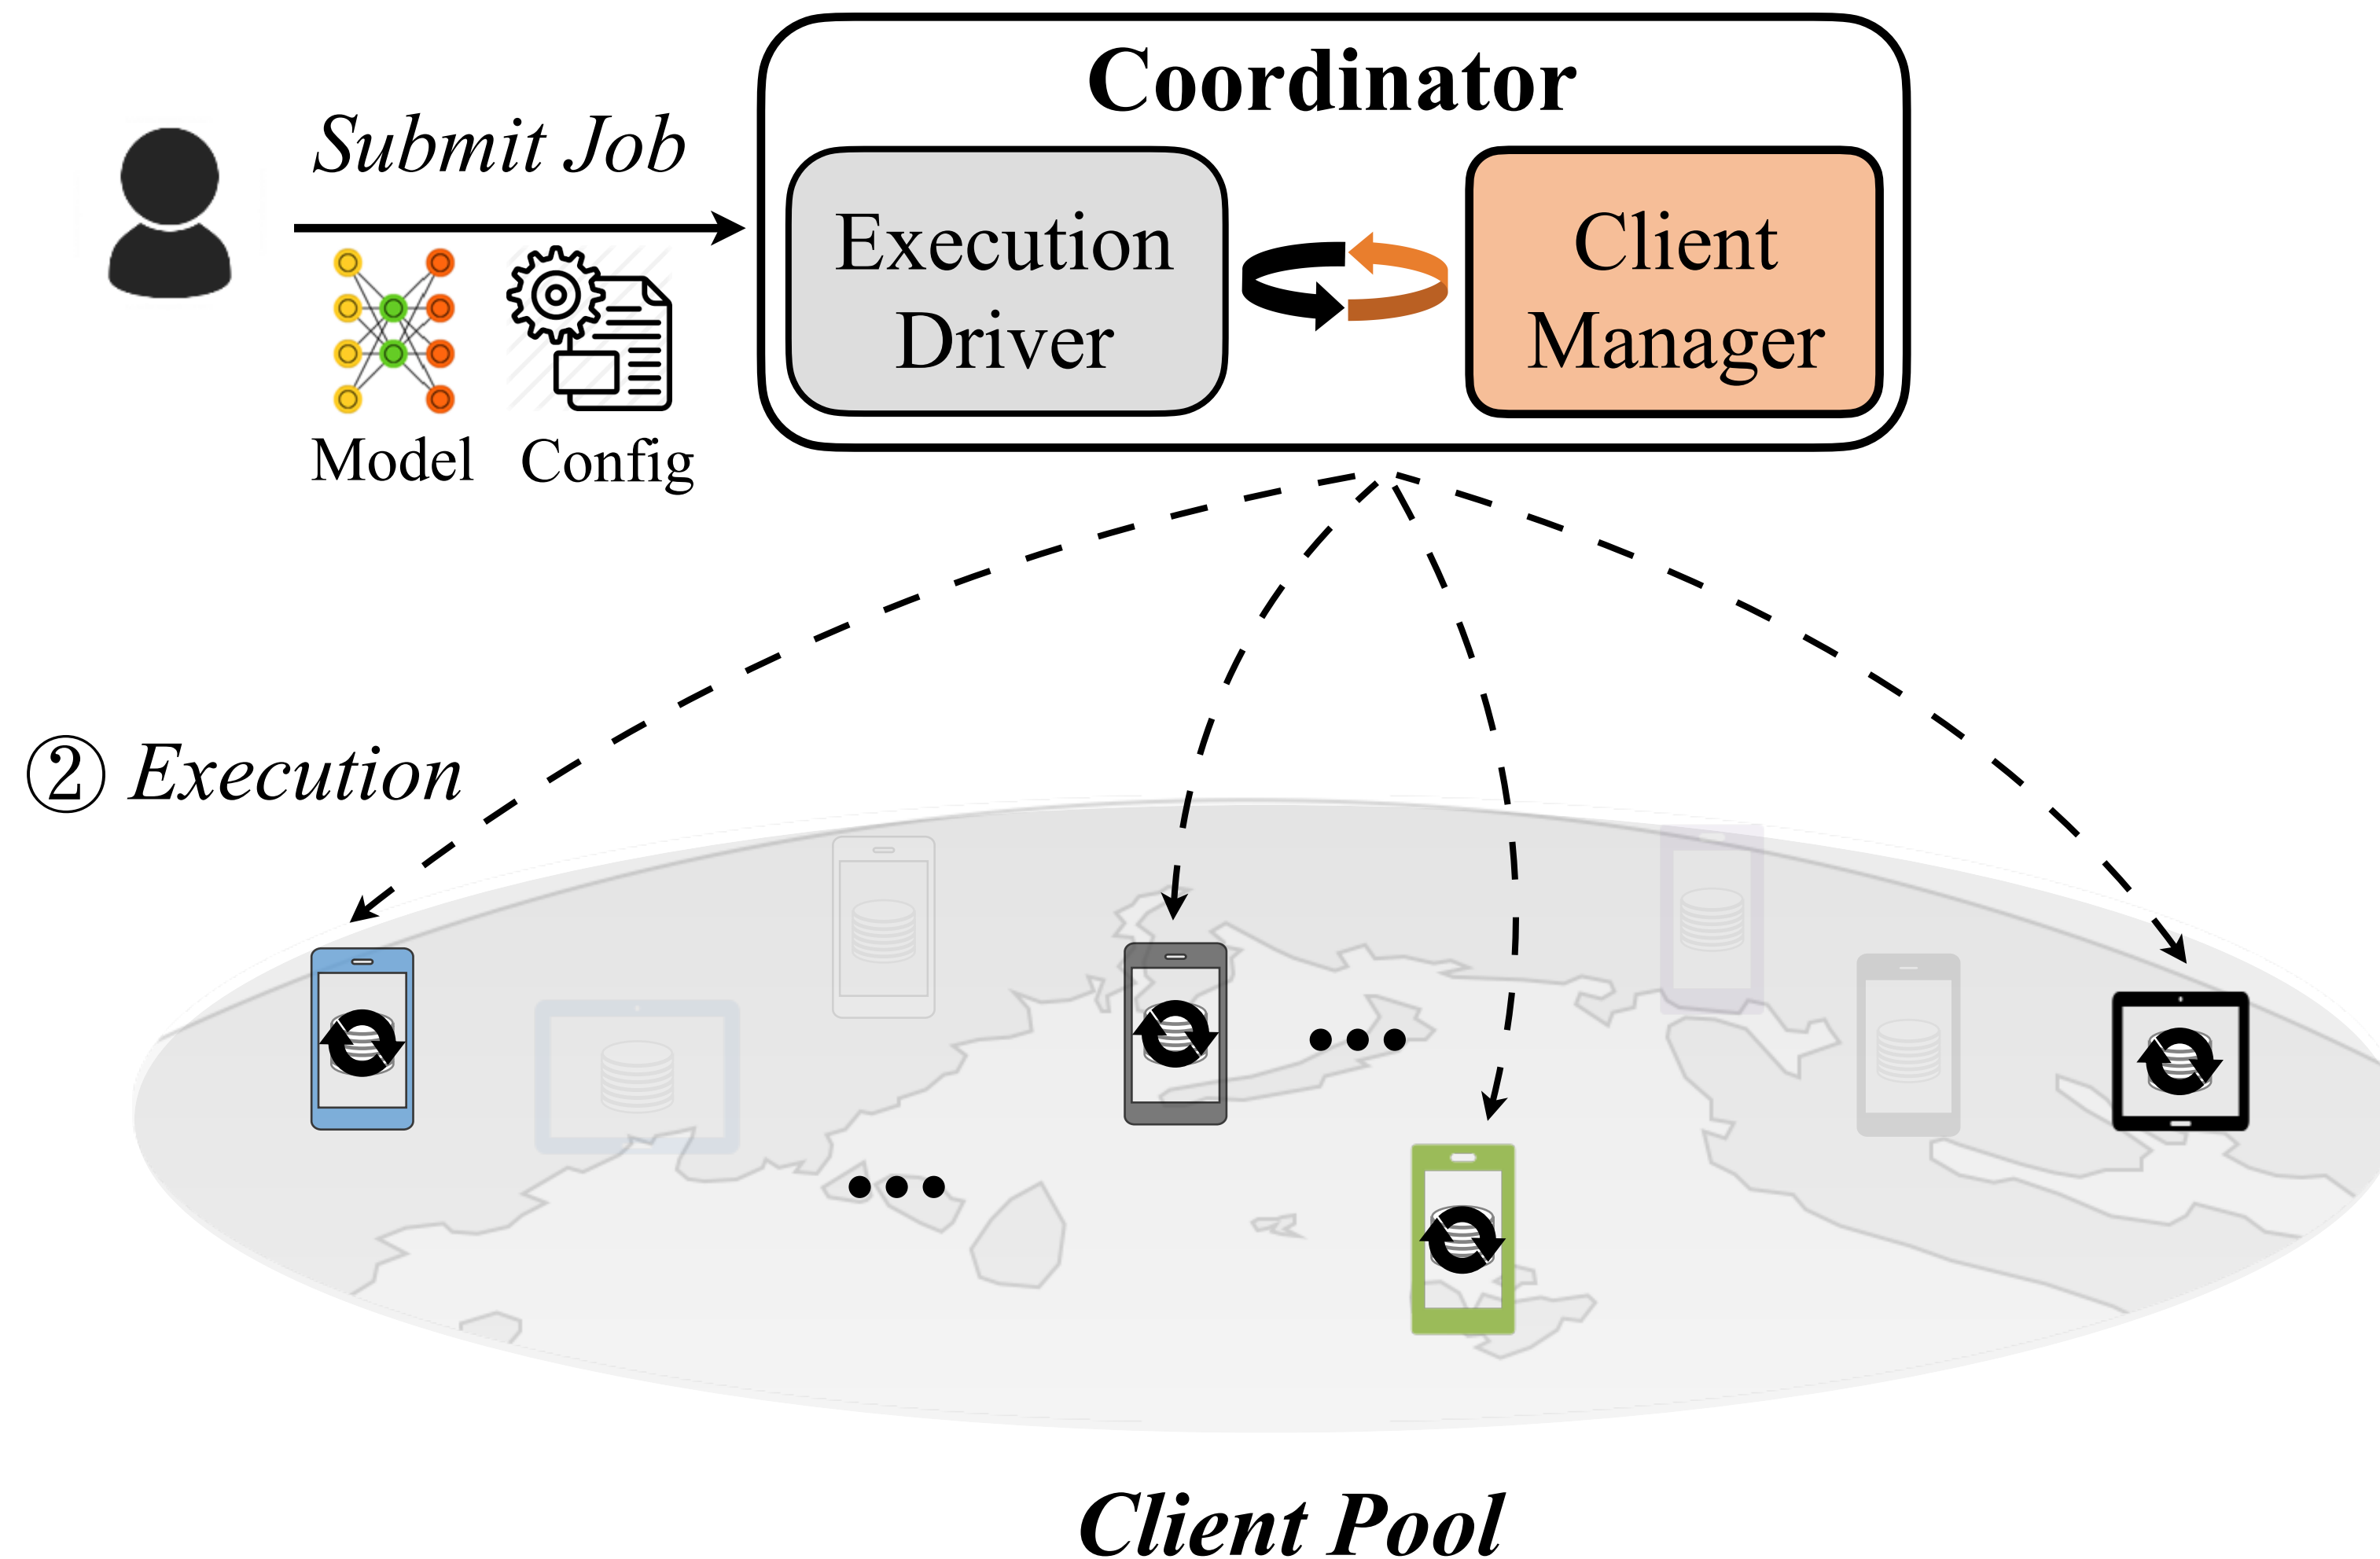 Coordinator
Submit Job
Execution
Driver
Client
Manager
Model
Config
② Execution
Client Pool